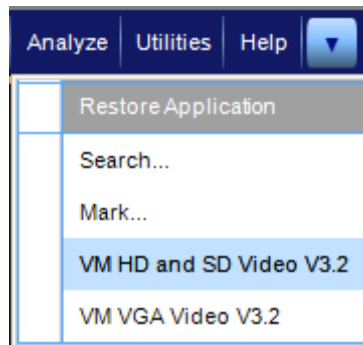 Analyze Utilities Help
Restore Application
Search...
Mark...
VM HD and SD Video V3.2
VM VGA Video V3.2